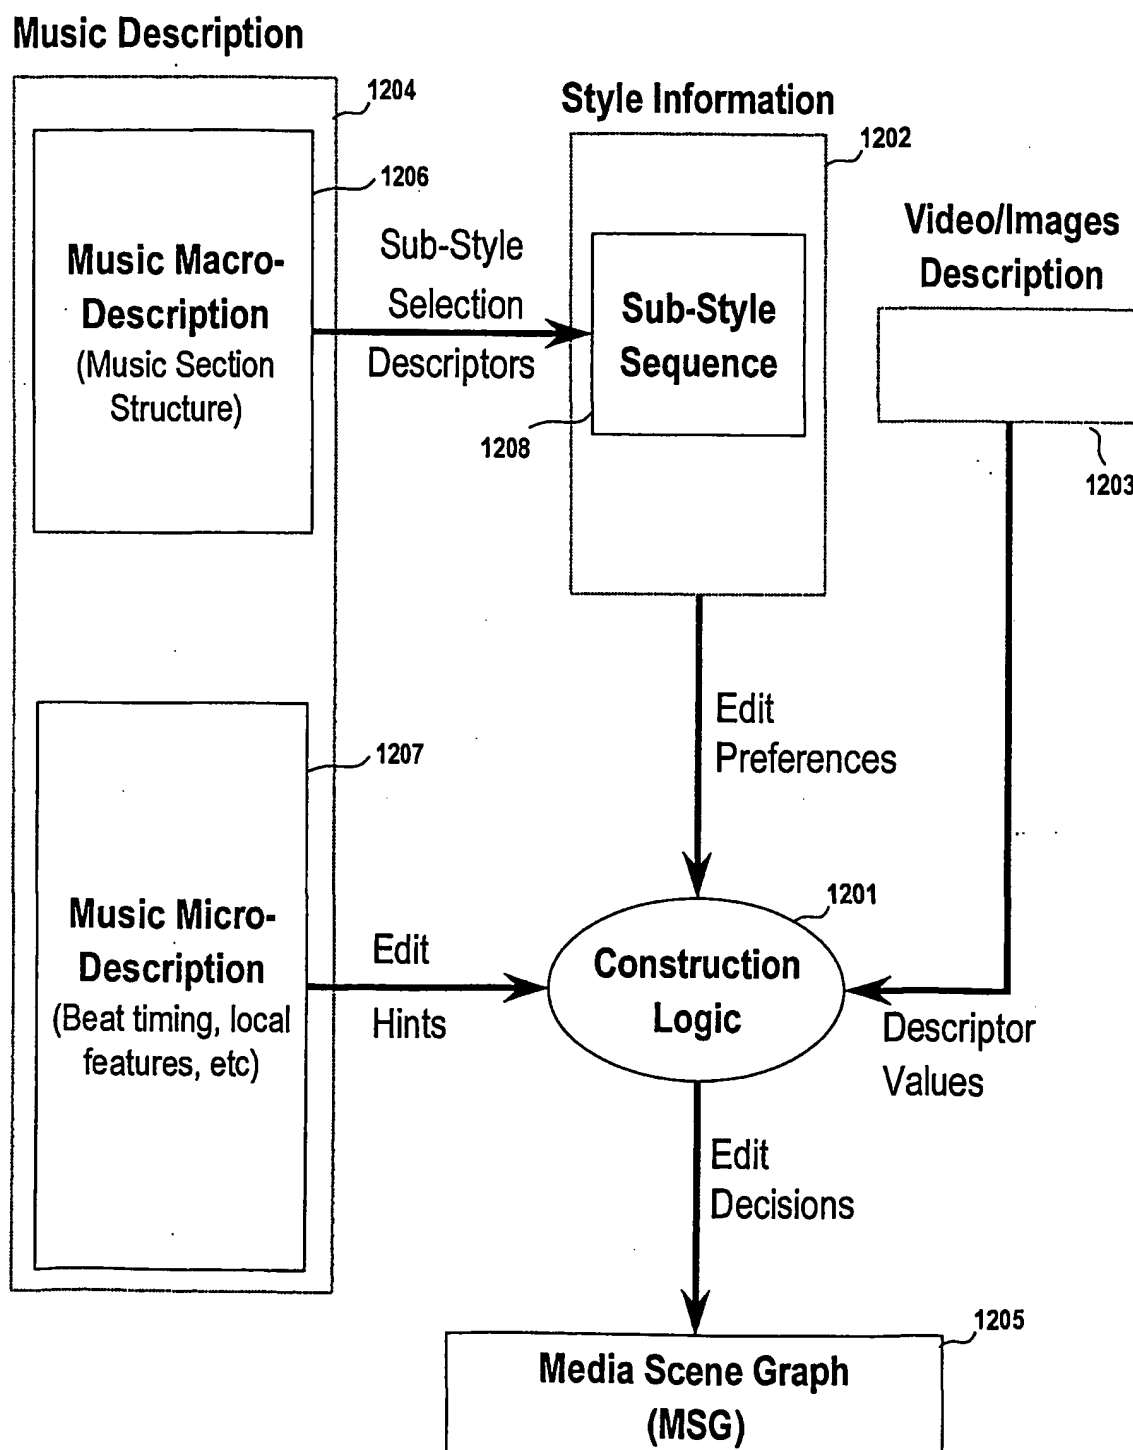 Music Description
1204
Style Information
1202
1206
Video/Images
Description
Music Macro-
Description
(Music Section
Structure)
Sub-Style
Selection
Descriptors
Sub-Style
Sequence
1208
1203
Edit
Preferences
1207
1201
Music Micro-
Description
(Beat timing, local
features, etc)
Edit
Hints
Construction
Logic
Descriptor
Values
Edit
Decisions
1205
Media Scene Graph
(MSG)